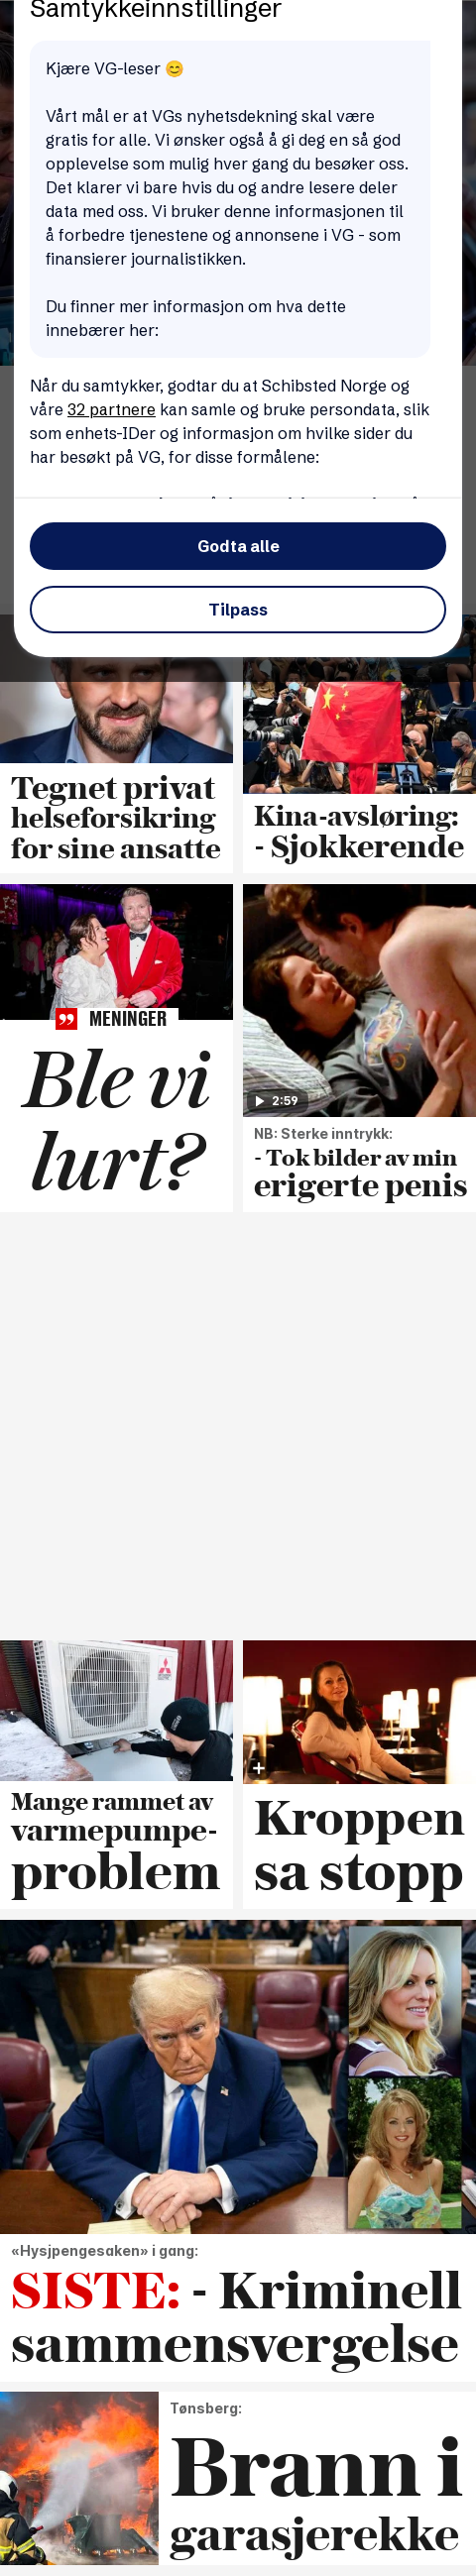 Samtykkeinnstillinger
Kjære VG-leser 😊
Vårt mål er at VGs nyhetsdekning skal være
gratis for alle. Vi ønsker også å gi deg en så god
opplevelse som mulig hver gang du besøker oss.
Det klarer vi bare hvis du og andre lesere deler
data med oss. Vi bruker denne informasjonen til
å forbedre tjenestene og annonsene i VG - som
finansierer journalistikken.
Du finner mer informasjon om hva dette
innebærer her:
Når du samtykker, godtar du at Schibsted Norge og
våre 32 partnere kan samle og bruke persondata, slik
som enhets-IDer og informasjon om hvilke sider du
har besøkt på VG, for disse formålene:
Godta alle
Tilpass
Tegnet privat
helseforsikring
for sine ansatte
Kina-avsløring:
- Sjokkerende
MENINGER
Ble vi
lurt?
2:59
NB: Sterke inntrykk:
- Tok bilder av min
erigerte penis
Mange rammet av
varmepumpe-
problem
Kroppen
sa stopp
«Hysjpengesaken» i gang:
SISTE: - Kriminell
sammensvergelse
Tønsberg:
Brann i
garasjerekke